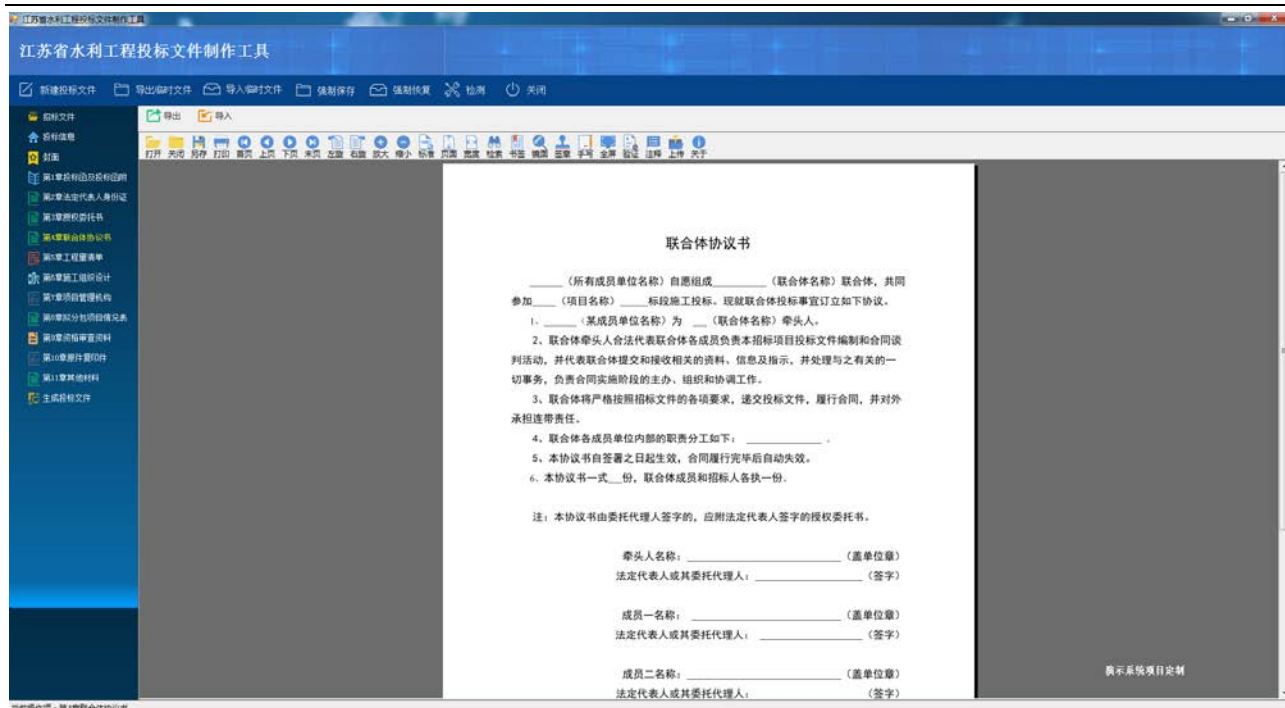 江苏省水利工程投标文件制作工具
江苏省水利工程投标文件制作工具
新建投标文件 导出临时文件 导入临时文件 强制保存 强制恢复 检测 关闭
招标文件
投标信息
封面
第1章投标函及投标函附
第2章法定代表人身份证
第3章授权委托书
第4章联合体协议书
第5章工程量清单
第6章施工组织设计
第7章项目管理机构
第8章拟分包项目情况表
第9章资格审查资料
第10章原件复印件
第11章其他材料
生成投标文件
导出 导入
打开 关闭 另存 打印 首页 上页 下页 末页 左旋 右旋 放大 缩小 标准 页面 宽度 检索 书签 签章 手写 全屏 验证 注释 上传 关于
联合体协议书
______（所有成员单位名称）自愿组成__________（联合体名称）联合体，共同
参加____（项目名称）_____标段施工投标。现就联合体投标事宜订立如下协议。
1、______（某成员单位名称）为 __（联合体名称）牵头人。
2、联合体牵头人合法代表联合体各成员负责本招标项目投标文件编制和合同谈
判活动，并代表联合体提交和接收相关的资料、信息及指示，并处理与之有关的一
切事务，负责合同实施阶段的主办、组织和协调工作。
3、联合体将严格按照招标文件的各项要求，递交投标文件，履行合同，并对外
承担连带责任。
4、联合体各成员单位内部的职责分工如下： ______________ .
5、本协议书自签署之日起生效，合同履行完毕后自动失效。
6、本协议书一式__份，联合体成员和招标人各执一份.
注：本协议书由委托代理人签字的，应附法定代表人签字的授权委托书。
牵头人名称：____________________（盖单位章）
法定代表人或其委托代理人：______________（签字）
成员一名称： ____________________（盖单位章）
法定代表人或其委托代理人： ______________（签字）
成员二名称：____________________（盖单位章）
法定代表人或其委托代理人： ______________（签字）
演示系统项目定制